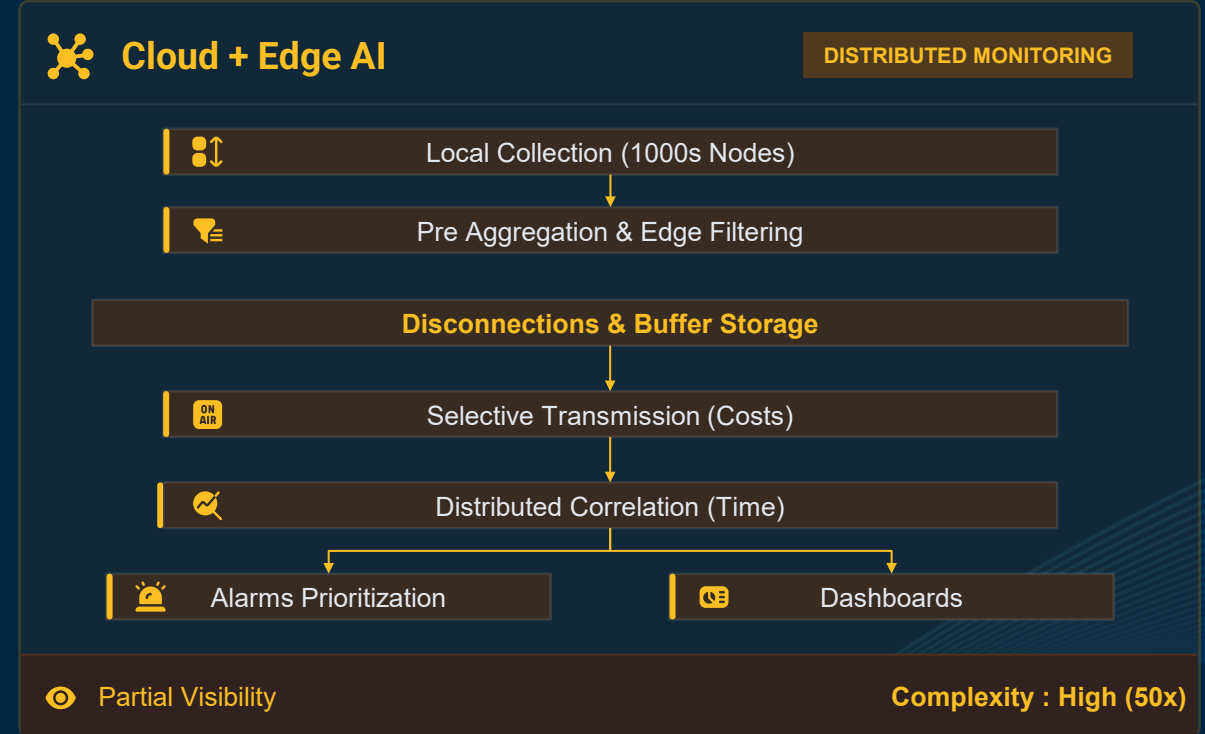 Cloud + Edge AI
DISTRIBUTED MONITORING
Local Collection (1000s Nodes)
Pre Aggregation & Edge Filtering
Disconnections & Buffer Storage
ON
AIR
Selective Transmission (Costs)
Distributed Correlation (Time)
Alarms Prioritization
Dashboards
Partial Visibility
Complexity : High (50x)